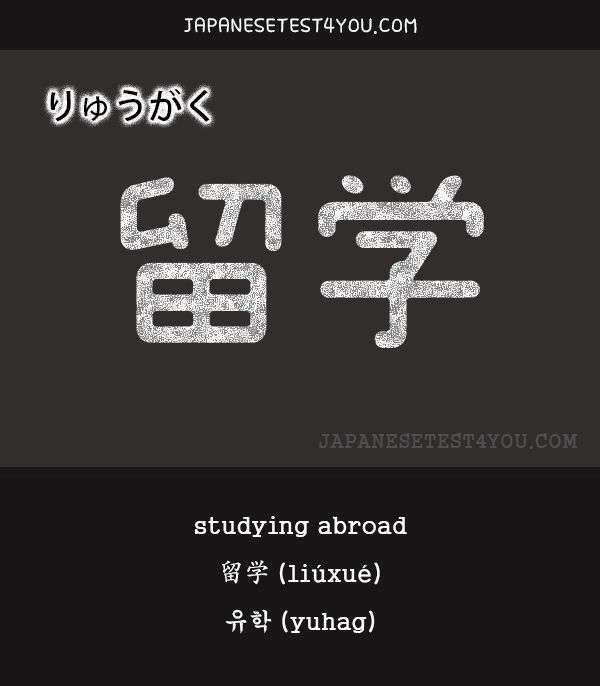 JAPANESETEST4YOU.COM
りゅうがく
留学
JAPANESETEST4YOU.COM
studying abroad
留学 (liúxué)
유학 (yuhag)